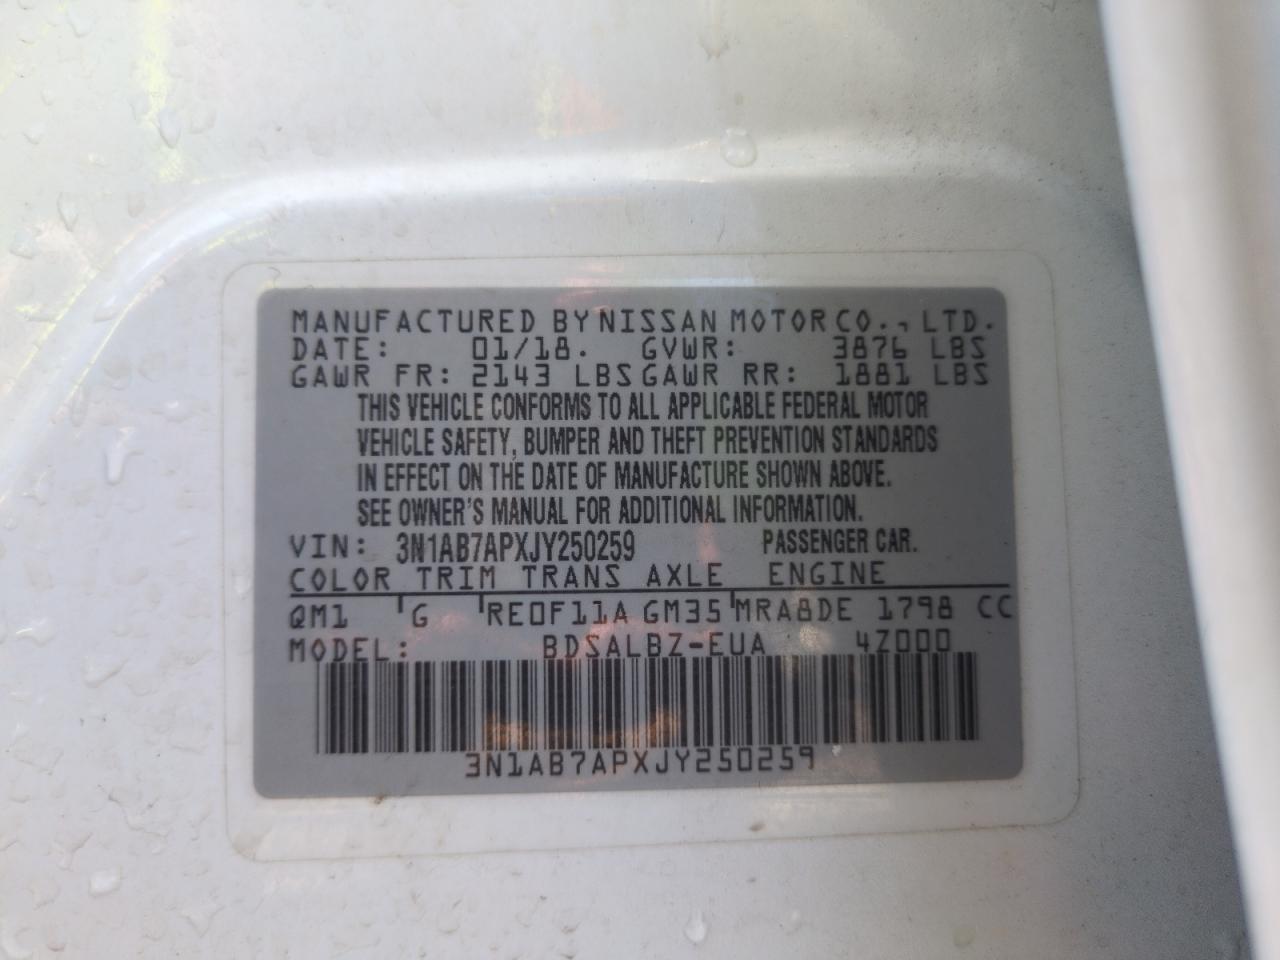 MANUFACTURED BY NISSAN MOTOR CO., LTD.
DATE: 01/18. GVWR: 3876 LBS
GAWR FR: 2143 LBS GAWR RR: 1881 LBS
THIS VEHICLE CONFORMS TO ALL APPLICABLE FEDERAL MOTOR
VEHICLE SAFETY, BUMPER AND THEFT PREVENTION STANDARDS
IN EFFECT ON THE DATE OF MANUFACTURE SHOWN ABOVE.
SEE OWNER'S MANUAL FOR ADDITIONAL INFORMATION.
VIN: 3N1AB7APXJY250259 PASSENGER CAR.
COLOR TRIM TRANS AXLE ENGINE
QM1 G RE0F11A GM35 MRA8DE 1798 CC
MODEL: BDSALBZ-EUA 4Z000
3N1AB7APXJY250259